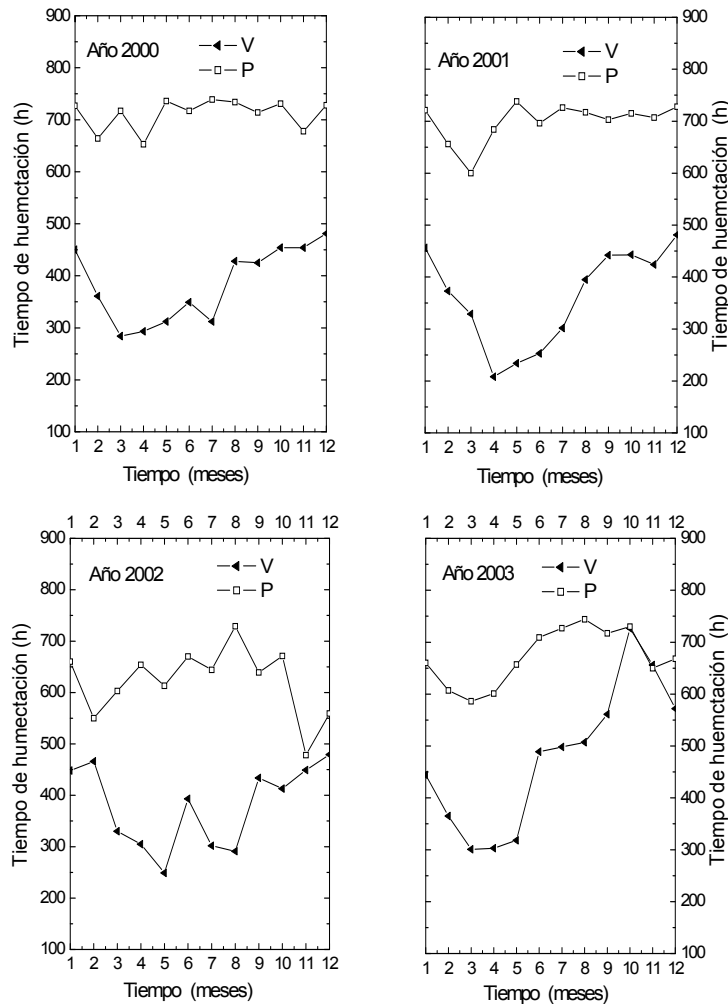 Año 2000
V
P
900
800
700
600
500
400
300
200
100
Tiempo de huemctación (h)
1 2 3 4 5 6 7 8 9 10 11 12
Tiempo (meses)
Año 2001
V
P
900
800
700
600
500
400
300
200
100
Tiempo de huemctación (h)
1 2 3 4 5 6 7 8 9 10 11 12
Tiempo (meses)
1 2 3 4 5 6 7 8 9 10 11 12
Año 2002
V
P
900
800
700
600
500
400
300
200
100
Tiempo de humectación (h)
1 2 3 4 5 6 7 8 9 10 11 12
Tiempo (meses)
1 2 3 4 5 6 7 8 9 10 11 12
Año 2003
V
P
900
800
700
600
500
400
300
200
100
Tiempo de huemctación (h)
1 2 3 4 5 6 7 8 9 10 11 12
Tiempo (meses)